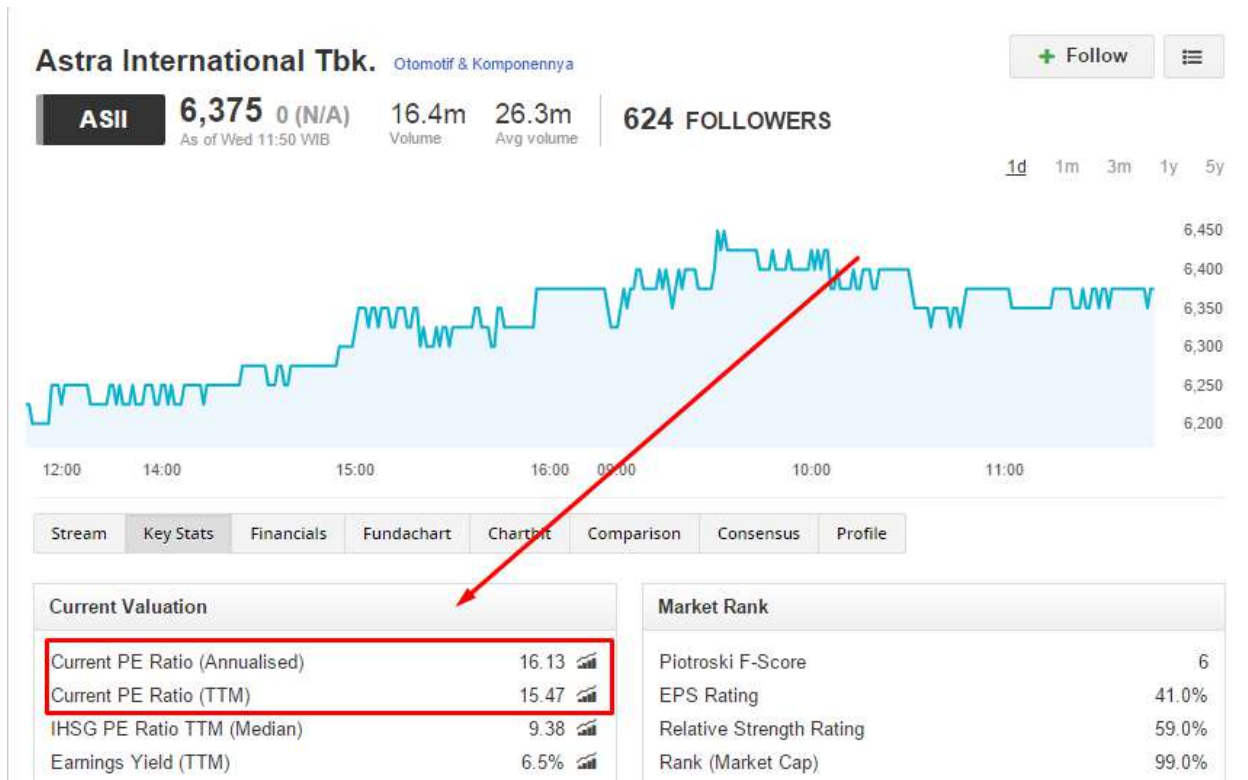 Astra International Tbk. Otomotif & Komponennya
+ Follow
ASII 6,375 0 (N/A) 16.4m 26.3m 624 FOLLOWERS
As of Wed 11:50 WIB Volume Avg volume
1d 1m 3m 1y 5y
6,450
6,400
6,350
6,300
6,250
6,200
12:00 14:00 15:00 16:00 09:00 10:00 11:00
Stream Key Stats Financials Fundachart Chartbit Comparison Consensus Profile
Current Valuation
Current PE Ratio (Annualised) 16.13
Current PE Ratio (TTM) 15.47
IHSG PE Ratio TTM (Median) 9.38
Earnings Yield (TTM) 6.5%
Market Rank
Piotroski F-Score 6
EPS Rating 41.0%
Relative Strength Rating 59.0%
Rank (Market Cap) 99.0%